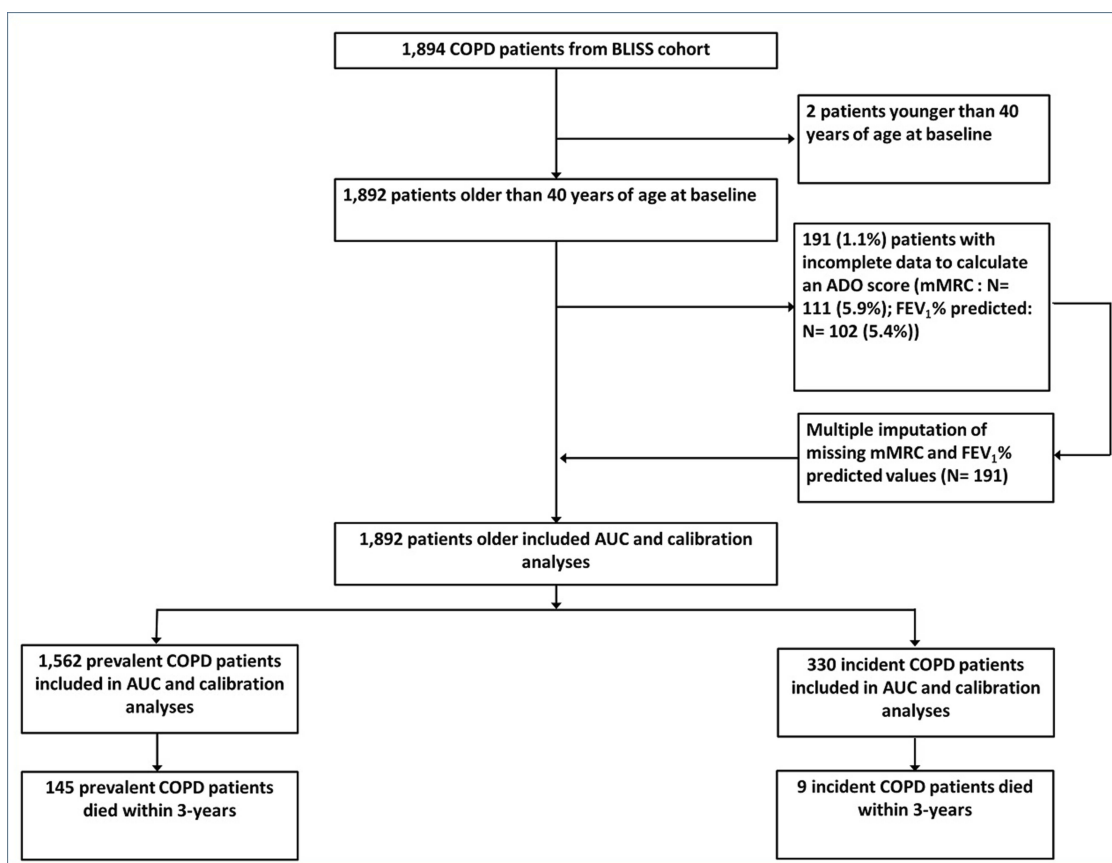 1,894 COPD patients from BLISS cohort
2 patients younger than 40
years of age at baseline
1,892 patients older than 40 years of age at baseline
191 (1.1%) patients with
incomplete data to calculate
an ADO score (mMRC : N=
111 (5.9%); FEV₁% predicted:
N= 102 (5.4%))
Multiple imputation of
missing mMRC and FEV₁%
predicted values (N= 191)
1,892 patients older included AUC and calibration
analyses
1,562 prevalent COPD patients
included in AUC and calibration
analyses
330 incident COPD patients
included in AUC and calibration
analyses
145 prevalent COPD patients
died within 3-years
9 incident COPD patients died
within 3-years